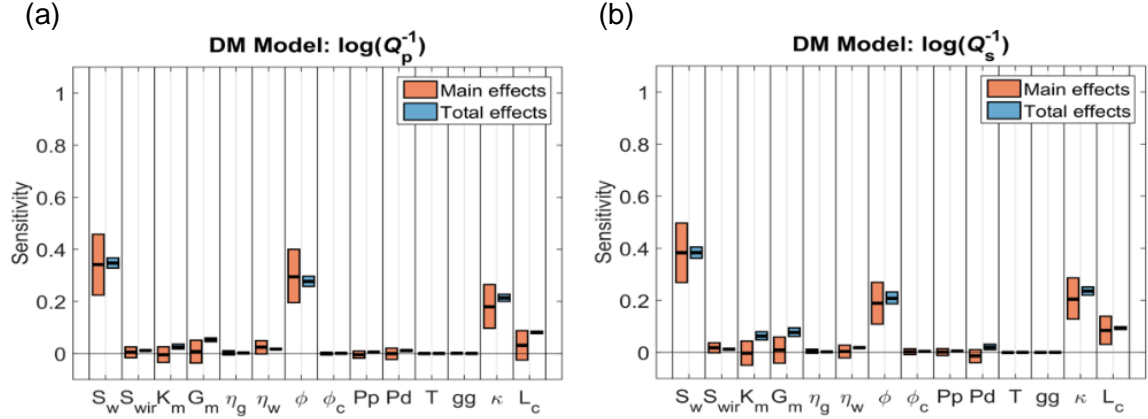 (a)
DM Model: log(Q_p^-1)
Main effects
Total effects
Sensitivity
1
0.8
0.6
0.4
0.2
0
S_w S_wir K_m G_m η_g η_w ϕ ϕ_c Pp Pd T gg κ L_c
(b)
DM Model: log(Q_s^-1)
Main effects
Total effects
Sensitivity
1
0.8
0.6
0.4
0.2
0
S_w S_wir K_m G_m η_g η_w ϕ ϕ_c Pp Pd T gg κ L_c